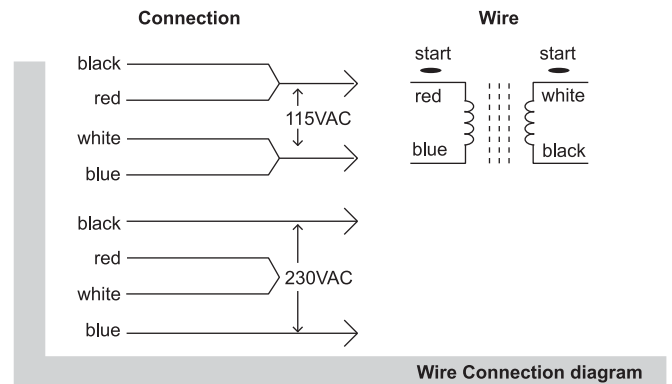 Connection
Wire
black
red
white
blue
115VAC
black
red
white
blue
230VAC
start
start
red
white
blue
black
Wire Connection diagram